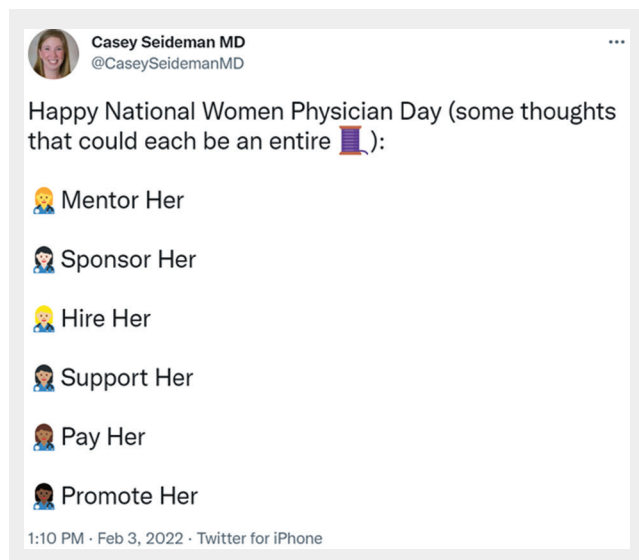 Casey Seideman MD
@CaseySeidemanMD
Happy National Women Physician Day (some thoughts
that could each be an entire 🧵):
👩🏼‍⚕️ Mentor Her
👩🏻‍⚕️ Sponsor Her
👩🏼‍⚕️ Hire Her
👩🏽‍⚕️ Support Her
👩🏾‍⚕️ Pay Her
👩🏿‍⚕️ Promote Her
1:10 PM · Feb 3, 2022 · Twitter for iPhone